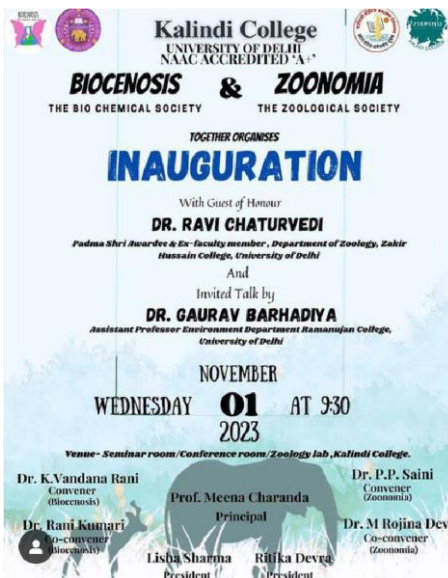 BIOCENOSIS
Kalindi College
UNIVERSITY OF DELHI
NAAC ACCREDITED 'A+'
BIOCENOSIS & ZOONOMIA
THE BIO CHEMICAL SOCIETY THE ZOOLOGICAL SOCIETY
TOGETHER ORGANISES
INAUGURATION
With Guest of Honour
DR. RAVI CHATURVEDI
Padma Shri Awardee & Ex-faculty member, Department of Zoology, Zakir
Hussain College, University of Delhi
And
Invited Talk by
DR. GAURAV BARHADIYA
Assistant Professor Environment Department Ramanujan College,
University of Delhi
NOVEMBER
WEDNESDAY 01 AT 9:30
2023
Venue- Seminar room/Conference room/Zoology lab ,Kalindi College.
Dr. K.Vandana Rani
Convener
(Biocenosis)
Dr. P.P. Saini
Convener
(Zoonomia)
Prof. Meena Charanda
Principal
Dr. Rani Kumari
Co-convener
(Biocenosis)
Dr. M Rojina Dev
Co-convener
(Zoonomia)
Lisha Sharma
President
Ritika Devra
President